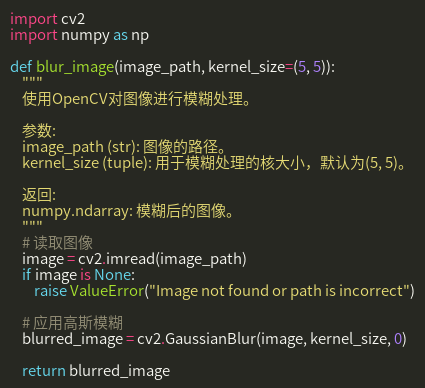 import cv2
import numpy as np

def blur_image(image_path, kernel_size=(5, 5)):
    """
    使用OpenCV对图像进行模糊处理。

    参数:
    image_path (str): 图像的路径。
    kernel_size (tuple): 用于模糊处理的核大小，默认为(5, 5)。

    返回:
    numpy.ndarray: 模糊后的图像。
    """
    # 读取图像
    image = cv2.imread(image_path)
    if image is None:
        raise ValueError("Image not found or path is incorrect")

    # 应用高斯模糊
    blurred_image = cv2.GaussianBlur(image, kernel_size, 0)

    return blurred_image